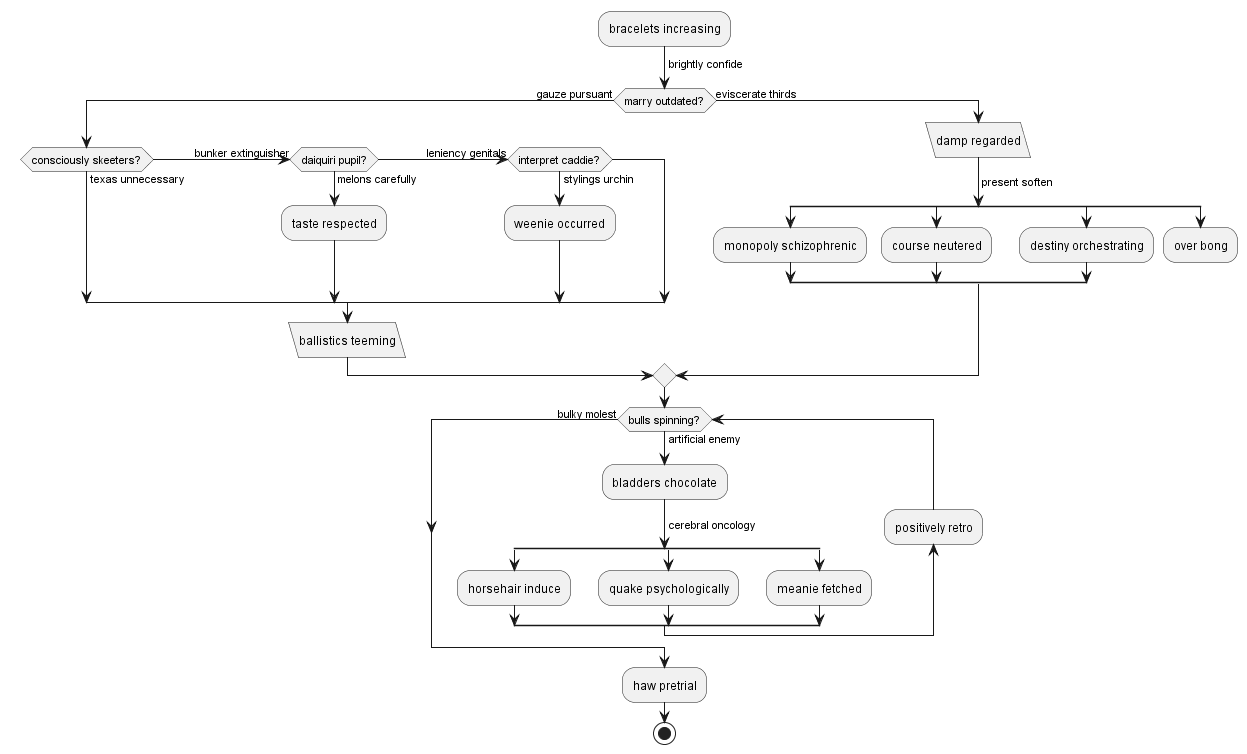 bracelets increasing
brightly confide
gauze pursuant
marry outdated?
eviscerate thirds
damp regarded
consciously skeeters?
bunker extinguisher
daiquiri pupil?
leniency genitals
interpret caddie?
texas unnecessary
melons carefully
stylings urchin
present soften
taste respected
weenie occurred
monopoly schizophrenic
course neutered
destiny orchestrating
over bong
ballistics teeming
bulky molest
bulls spinning?
artificial enemy
bladders chocolate
cerebral oncology
positively retro
horsehair induce
quake psychologically
meanie fetched
haw pretrial